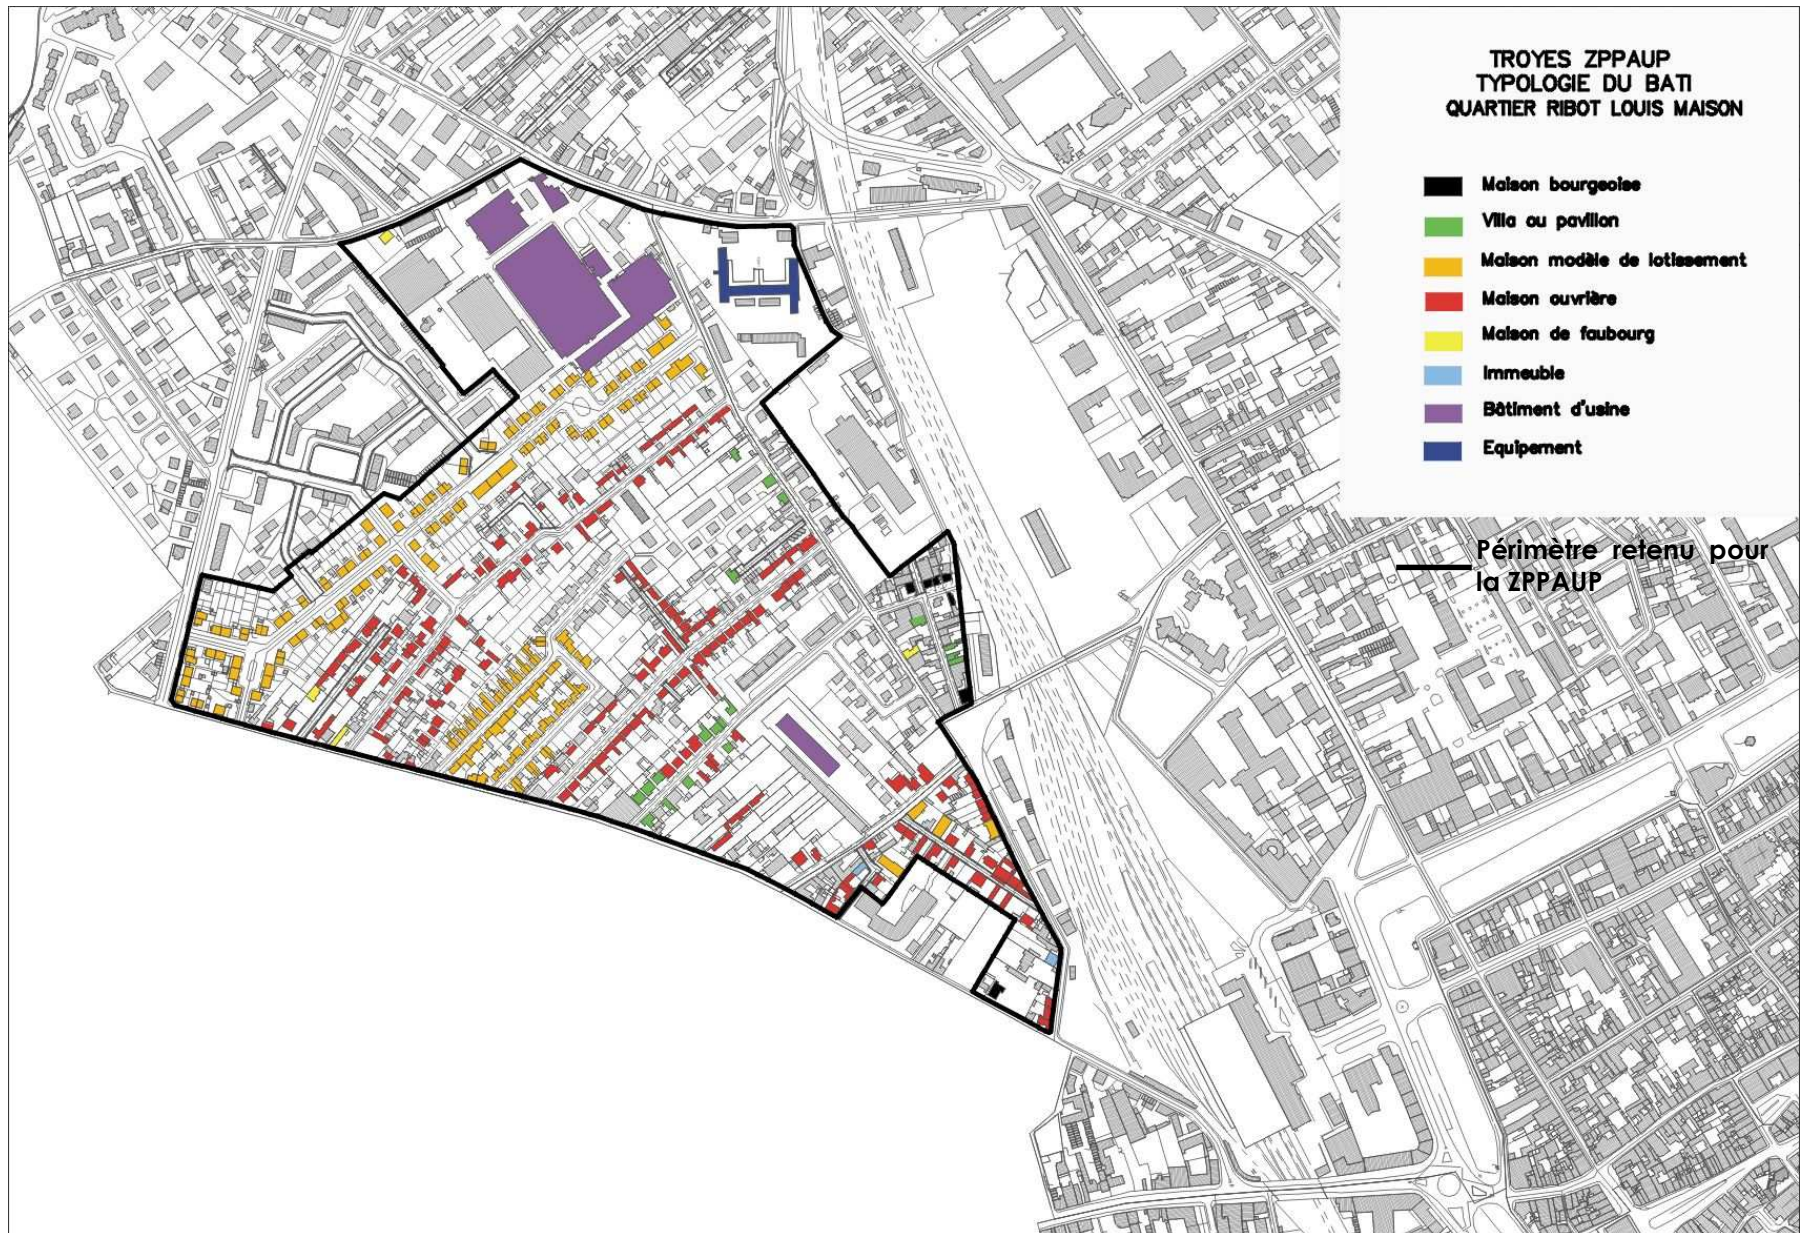 TROYES ZPPAUP
TYPOLOGIE DU BATI
QUARTIER RIBOT LOUIS MAISON
Maison bourgeoise
Villa ou pavillon
Maison modèle de lotissement
Maison ouvrière
Maison de faubourg
Immeuble
Bâtiment d'usine
Equipement
Périmètre retenu pour
la ZPPAUP